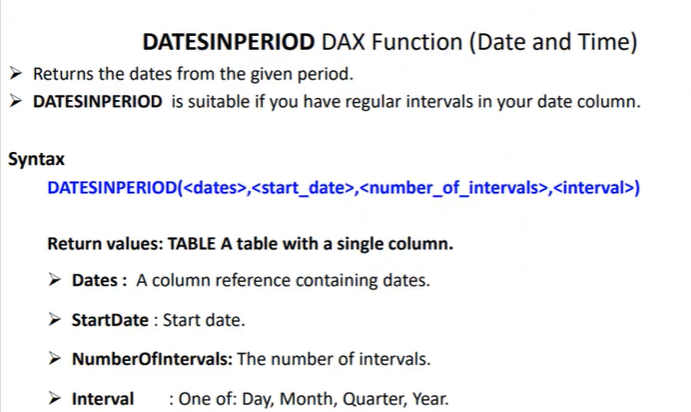 DATESINPERIOD DAX Function (Date and Time)
➢ Returns the dates from the given period.
➢ DATESINPERIOD is suitable if you have regular intervals in your date column.
Syntax
DATESINPERIOD(<dates>,<start_date>,<number_of_intervals>,<interval>)
Return values: TABLE A table with a single column.
➢ Dates : A column reference containing dates.
➢ StartDate : Start date.
➢ NumberOfIntervals: The number of intervals.
➢ Interval : One of: Day, Month, Quarter, Year.